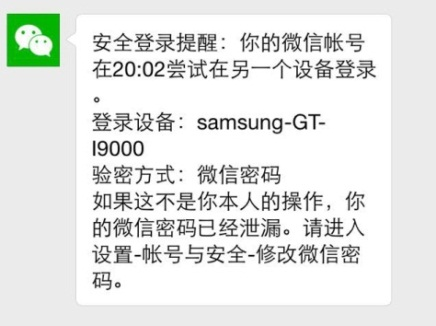 安全登录提醒：你的微信帐号
在20:02尝试在另一个设备登录
。
登录设备：samsung-GT-
I9000
验密方式：微信密码
如果这不是你本人的操作，你
的微信密码已经泄漏。请进入
设置-帐号与安全-修改微信密
码。